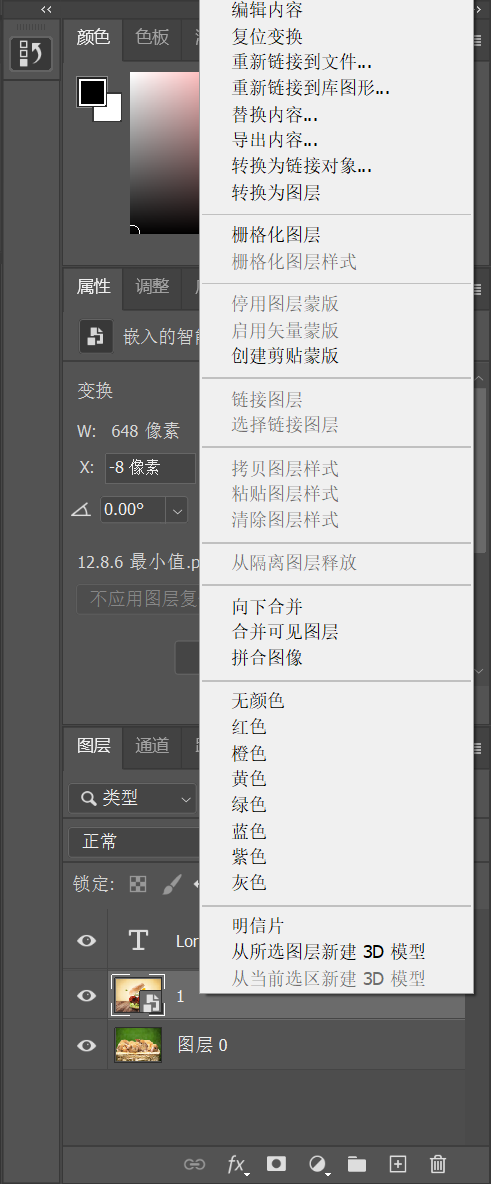 编辑内容
颜色 色板
复位变换
重新链接到文件...
重新链接到库图形...
替换内容...
导出内容...
转换为链接对象...
转换为图层
栅格化图层
栅格化图层样式
属性 调整
停用图层蒙版
启用矢量蒙版
嵌入的智能
创建剪贴蒙版
变换
链接图层
选择链接图层
W: 648 像素
X: -8 像素
拷贝图层样式
粘贴图层样式
清除图层样式
0.00°
12.8.6 最小值.p
从隔离图层释放
不应用图层复
向下合并
合并可见图层
拼合图像
无颜色
红色
橙色
黄色
绿色
蓝色
紫色
灰色
图层 通道
类型
正常
锁定:
明信片
从所选图层新建 3D 模型
从当前选区新建 3D 模型
T Lor
1
图层 0
fx